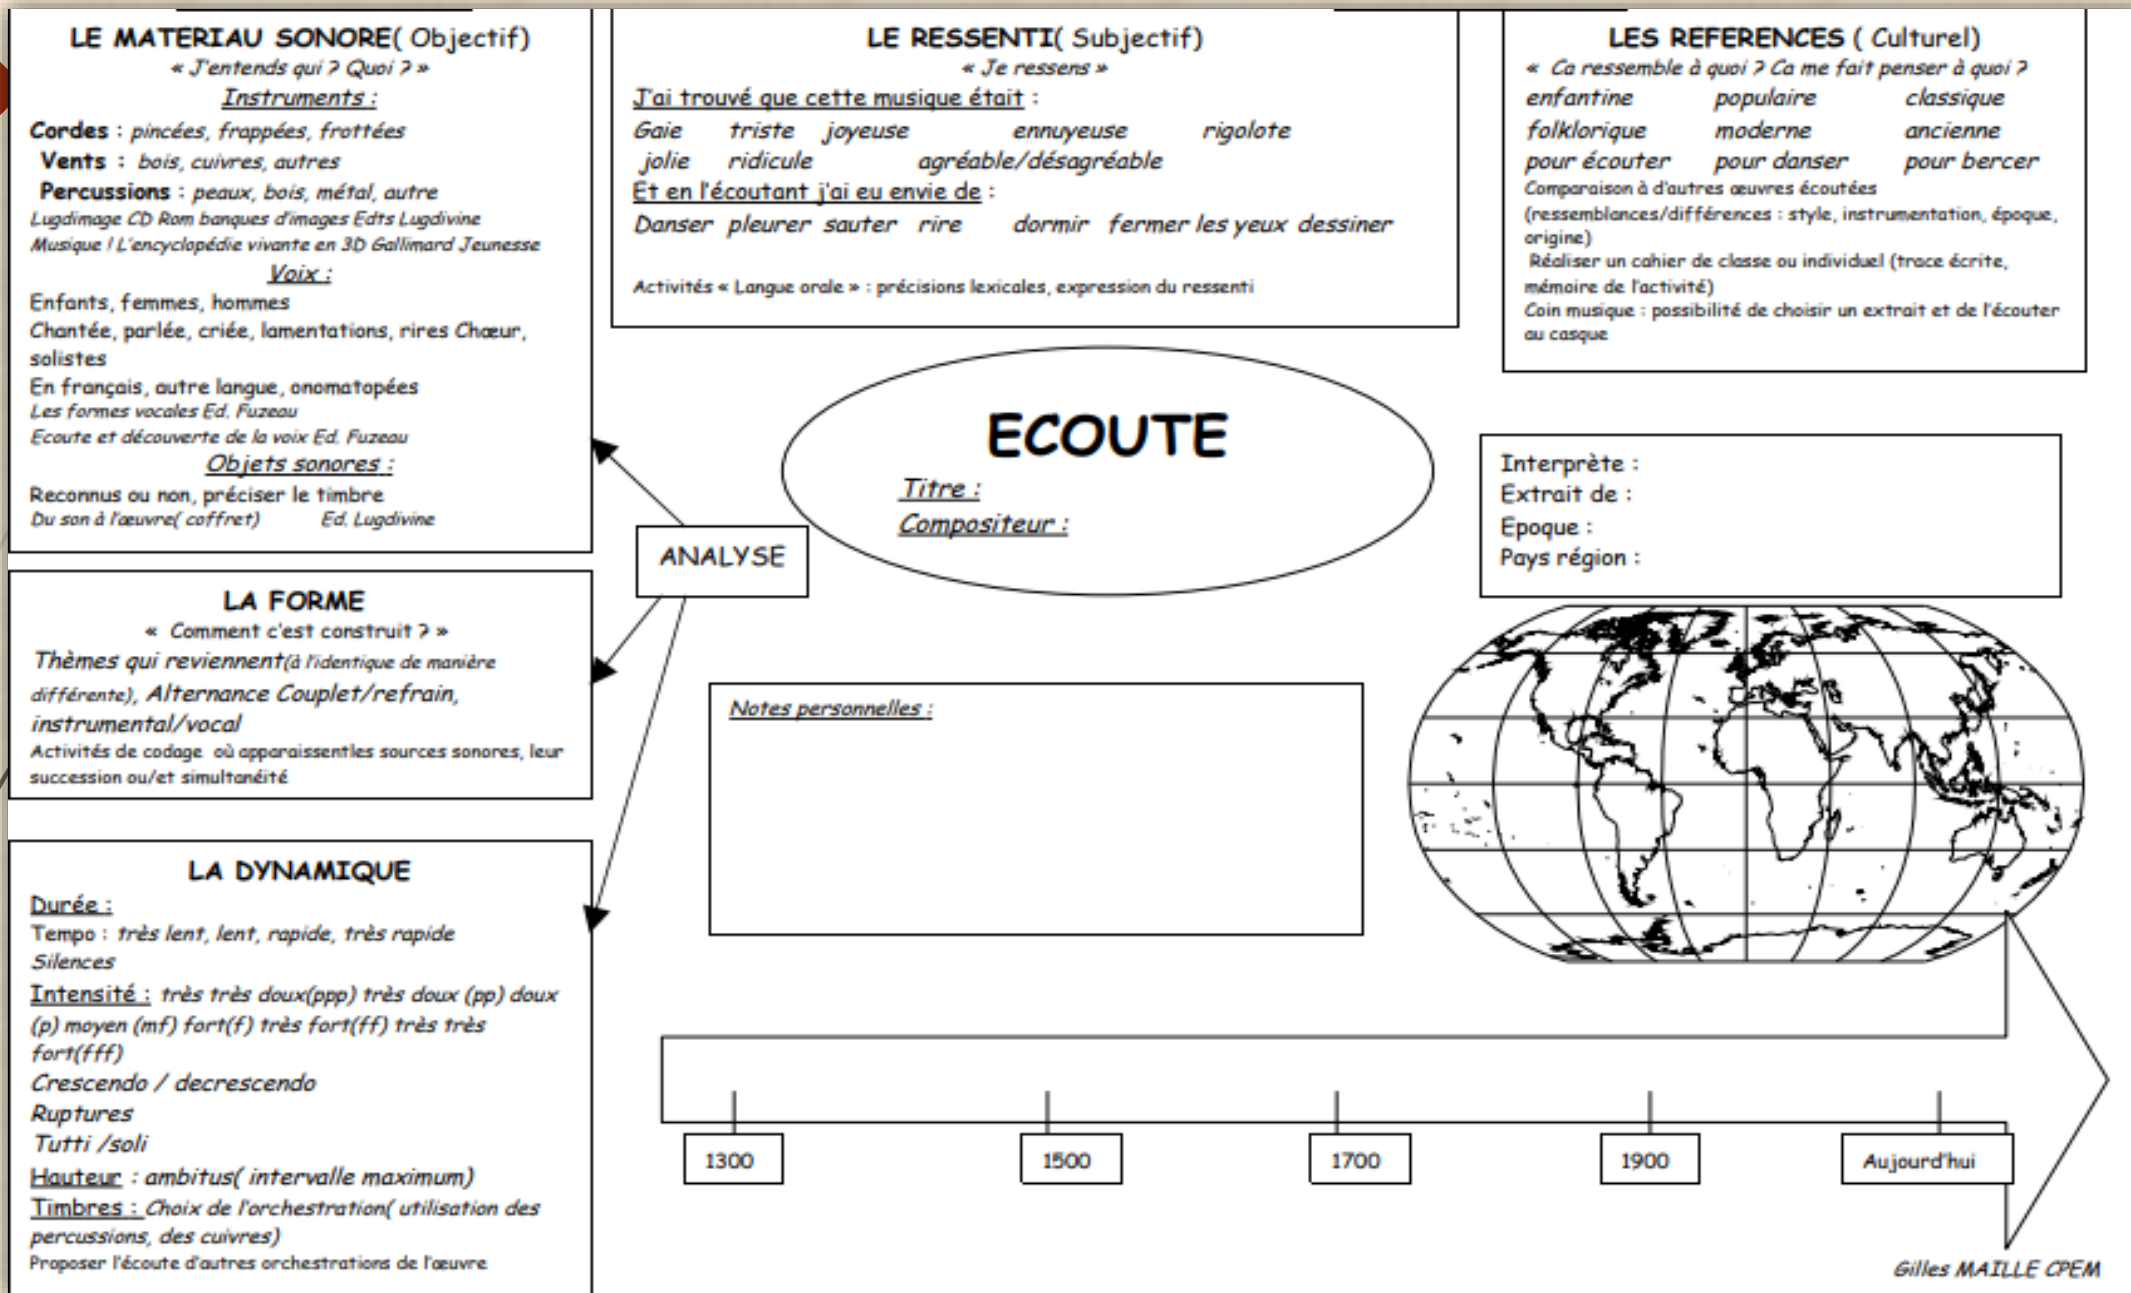 LE MATERIAU SONORE( Objectif)
« J'entends qui ? Quoi ? »
Instruments :
Cordes : pincées, frappées, frottées
Vents : bois, cuivres, autres
Percussions : peaux, bois, métal, autre
Lugdimage CD Rom banques d'images Edts Lugdivine
Musique ! L'encyclopédie vivante en 3D Gallimard Jeunesse
Voix :
Enfants, femmes, hommes
Chantée, parlée, criée, lamentations, rires Chœur,
solistes
En français, autre langue, onomatopées
Les formes vocales Ed. Fuzeau
Ecoute et découverte de la voix Ed. Fuzeau
Objets sonores :
Reconnus ou non, préciser le timbre
Du son à l'œuvre( coffret) Ed. Lugdivine
LE RESSENTI( Subjectif)
« Je ressens »
J'ai trouvé que cette musique était :
Gaie triste joyeuse ennuyeuse rigolote
jolie ridicule agréable/désagréable
Et en l'écoutant j'ai eu envie de :
Danser pleurer sauter rire dormir fermer les yeux dessiner
Activités « Langue orale » : précisions lexicales, expression du ressenti
LES REFERENCES ( Culturel)
« Ca ressemble à quoi ? Ca me fait penser à quoi ?
enfantine populaire classique
folklorique moderne ancienne
pour écouter pour danser pour bercer
Comparaison à d'autres œuvres écoutées
(ressemblances/différences : style, instrumentation, époque,
origine)
Réaliser un cahier de classe ou individuel (trace écrite,
mémoire de l'activité)
Coin musique : possibilité de choisir un extrait et de l'écouter
au casque
ECOUTE
Titre :
Compositeur :
Interprète :
Extrait de :
Epoque :
Pays région :
ANALYSE
LA FORME
« Comment c'est construit ? »
Thèmes qui reviennent(à l'identique de manière
différente), Alternance Couplet/refrain,
instrumental/vocal
Activités de codage où apparaissentles sources sonores, leur
succession ou/et simultanéité
Notes personnelles :
LA DYNAMIQUE
Durée :
Tempo : très lent, lent, rapide, très rapide
Silences
Intensité : très très doux(ppp) très doux (pp) doux
(p) moyen (mf) fort(f) très fort(ff) très très
fort(fff)
Crescendo / decrescendo
Ruptures
Tutti /soli
Hauteur : ambitus( intervalle maximum)
Timbres : Choix de l'orchestration( utilisation des
percussions, des cuivres)
Proposer l'écoute d'autres orchestrations de l'œuvre
1300 1500 1700 1900 Aujourd'hui
Gilles MAILLE CPEM